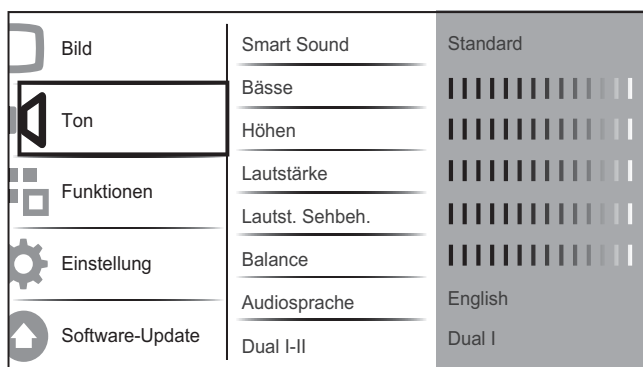 Bild
Ton
Funktionen
Einstellung
Software-Update
Smart Sound
Bässe
Höhen
Lautstärke
Lautst. Sehbeh.
Balance
Audiosprache
Dual I-II
Standard
English
Dual I